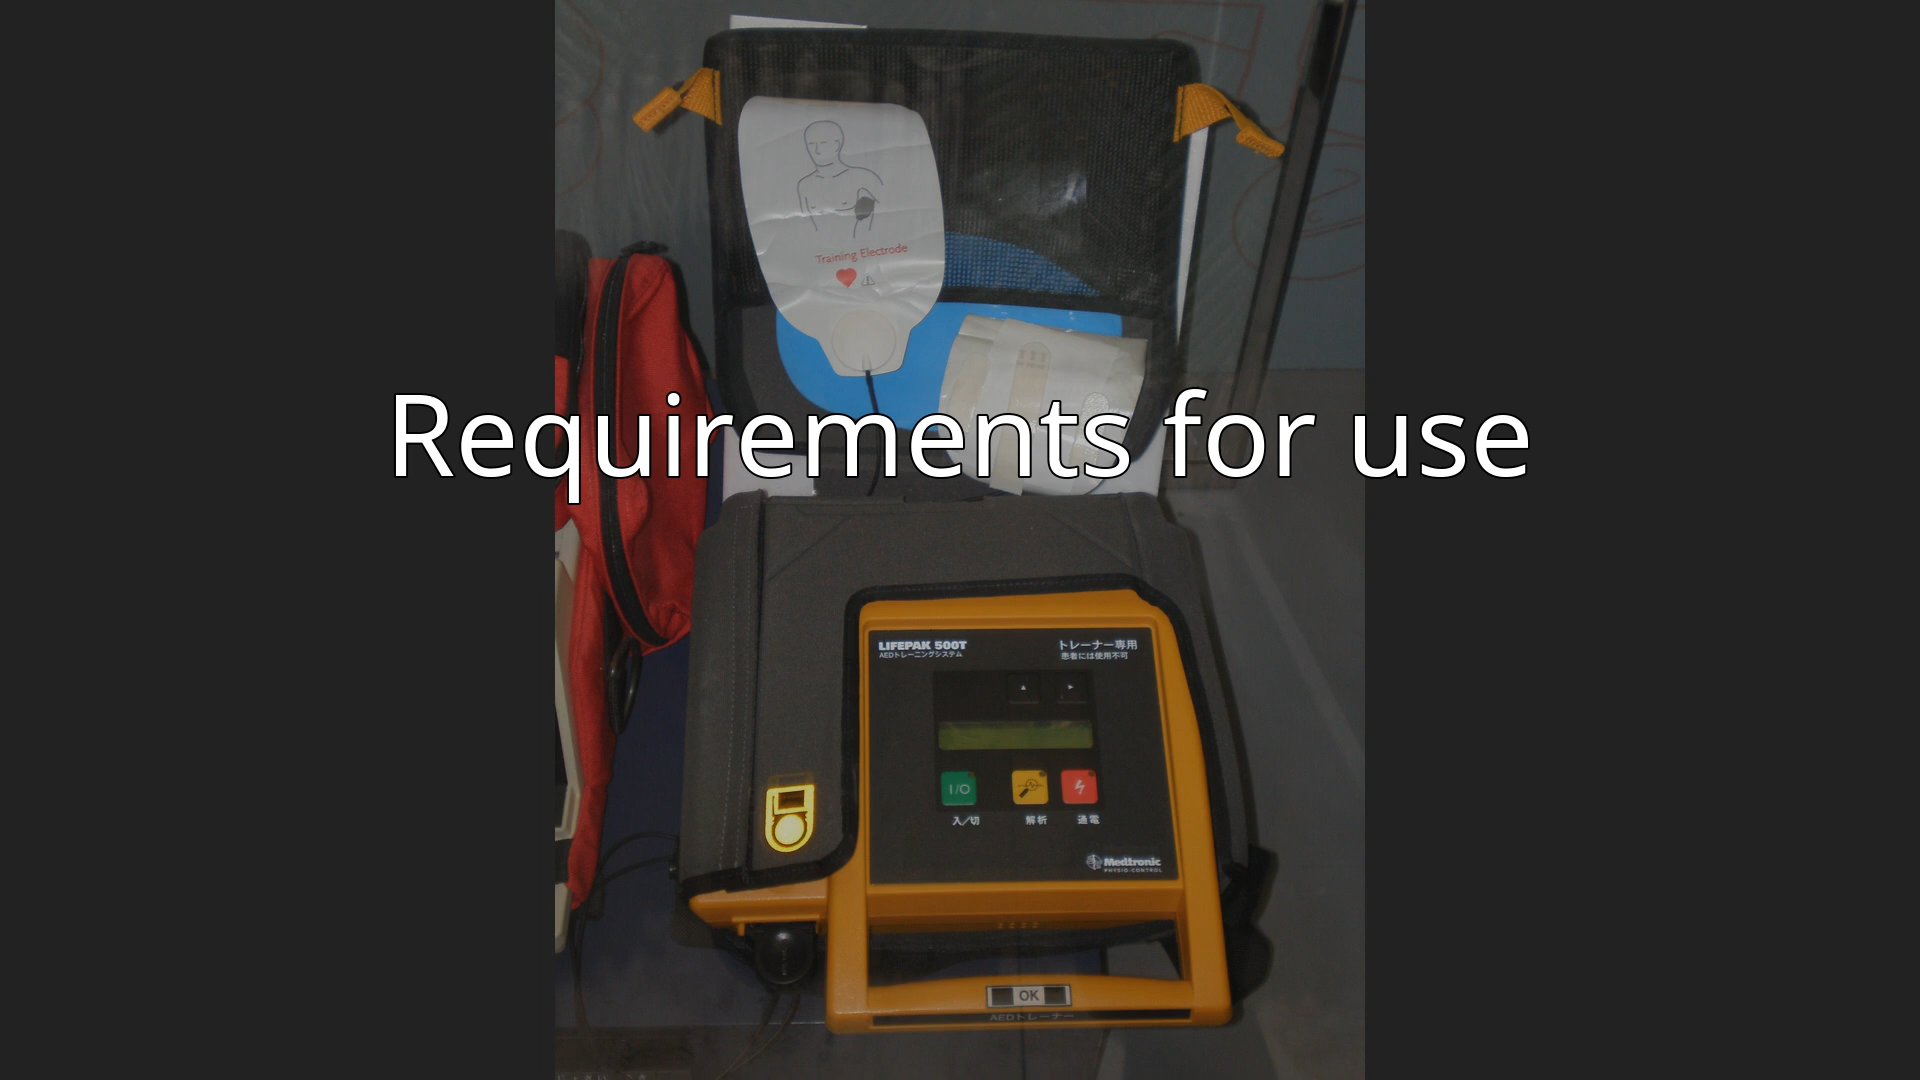 Training Electrode
Requirements for use
LIFEPAK 500T
AEDトレーニングシステム
トレーナー専用
患者には使用不可
I/O
入/切
解析
通電
Medtronic
PHYSIO-CONTROL
OK
AEDトレーナー